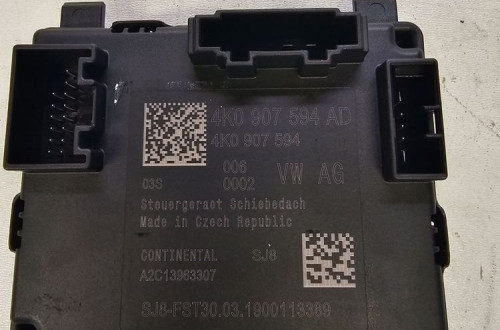 4K0 907 594 AD
4K0 907 594
006
03S 0002 VW AG
Steuergeraet Schiebedach
Made in Czech Republic
CONTINENTAL SJ8
A2C13963307
SJ8-FST30.03.1900113389